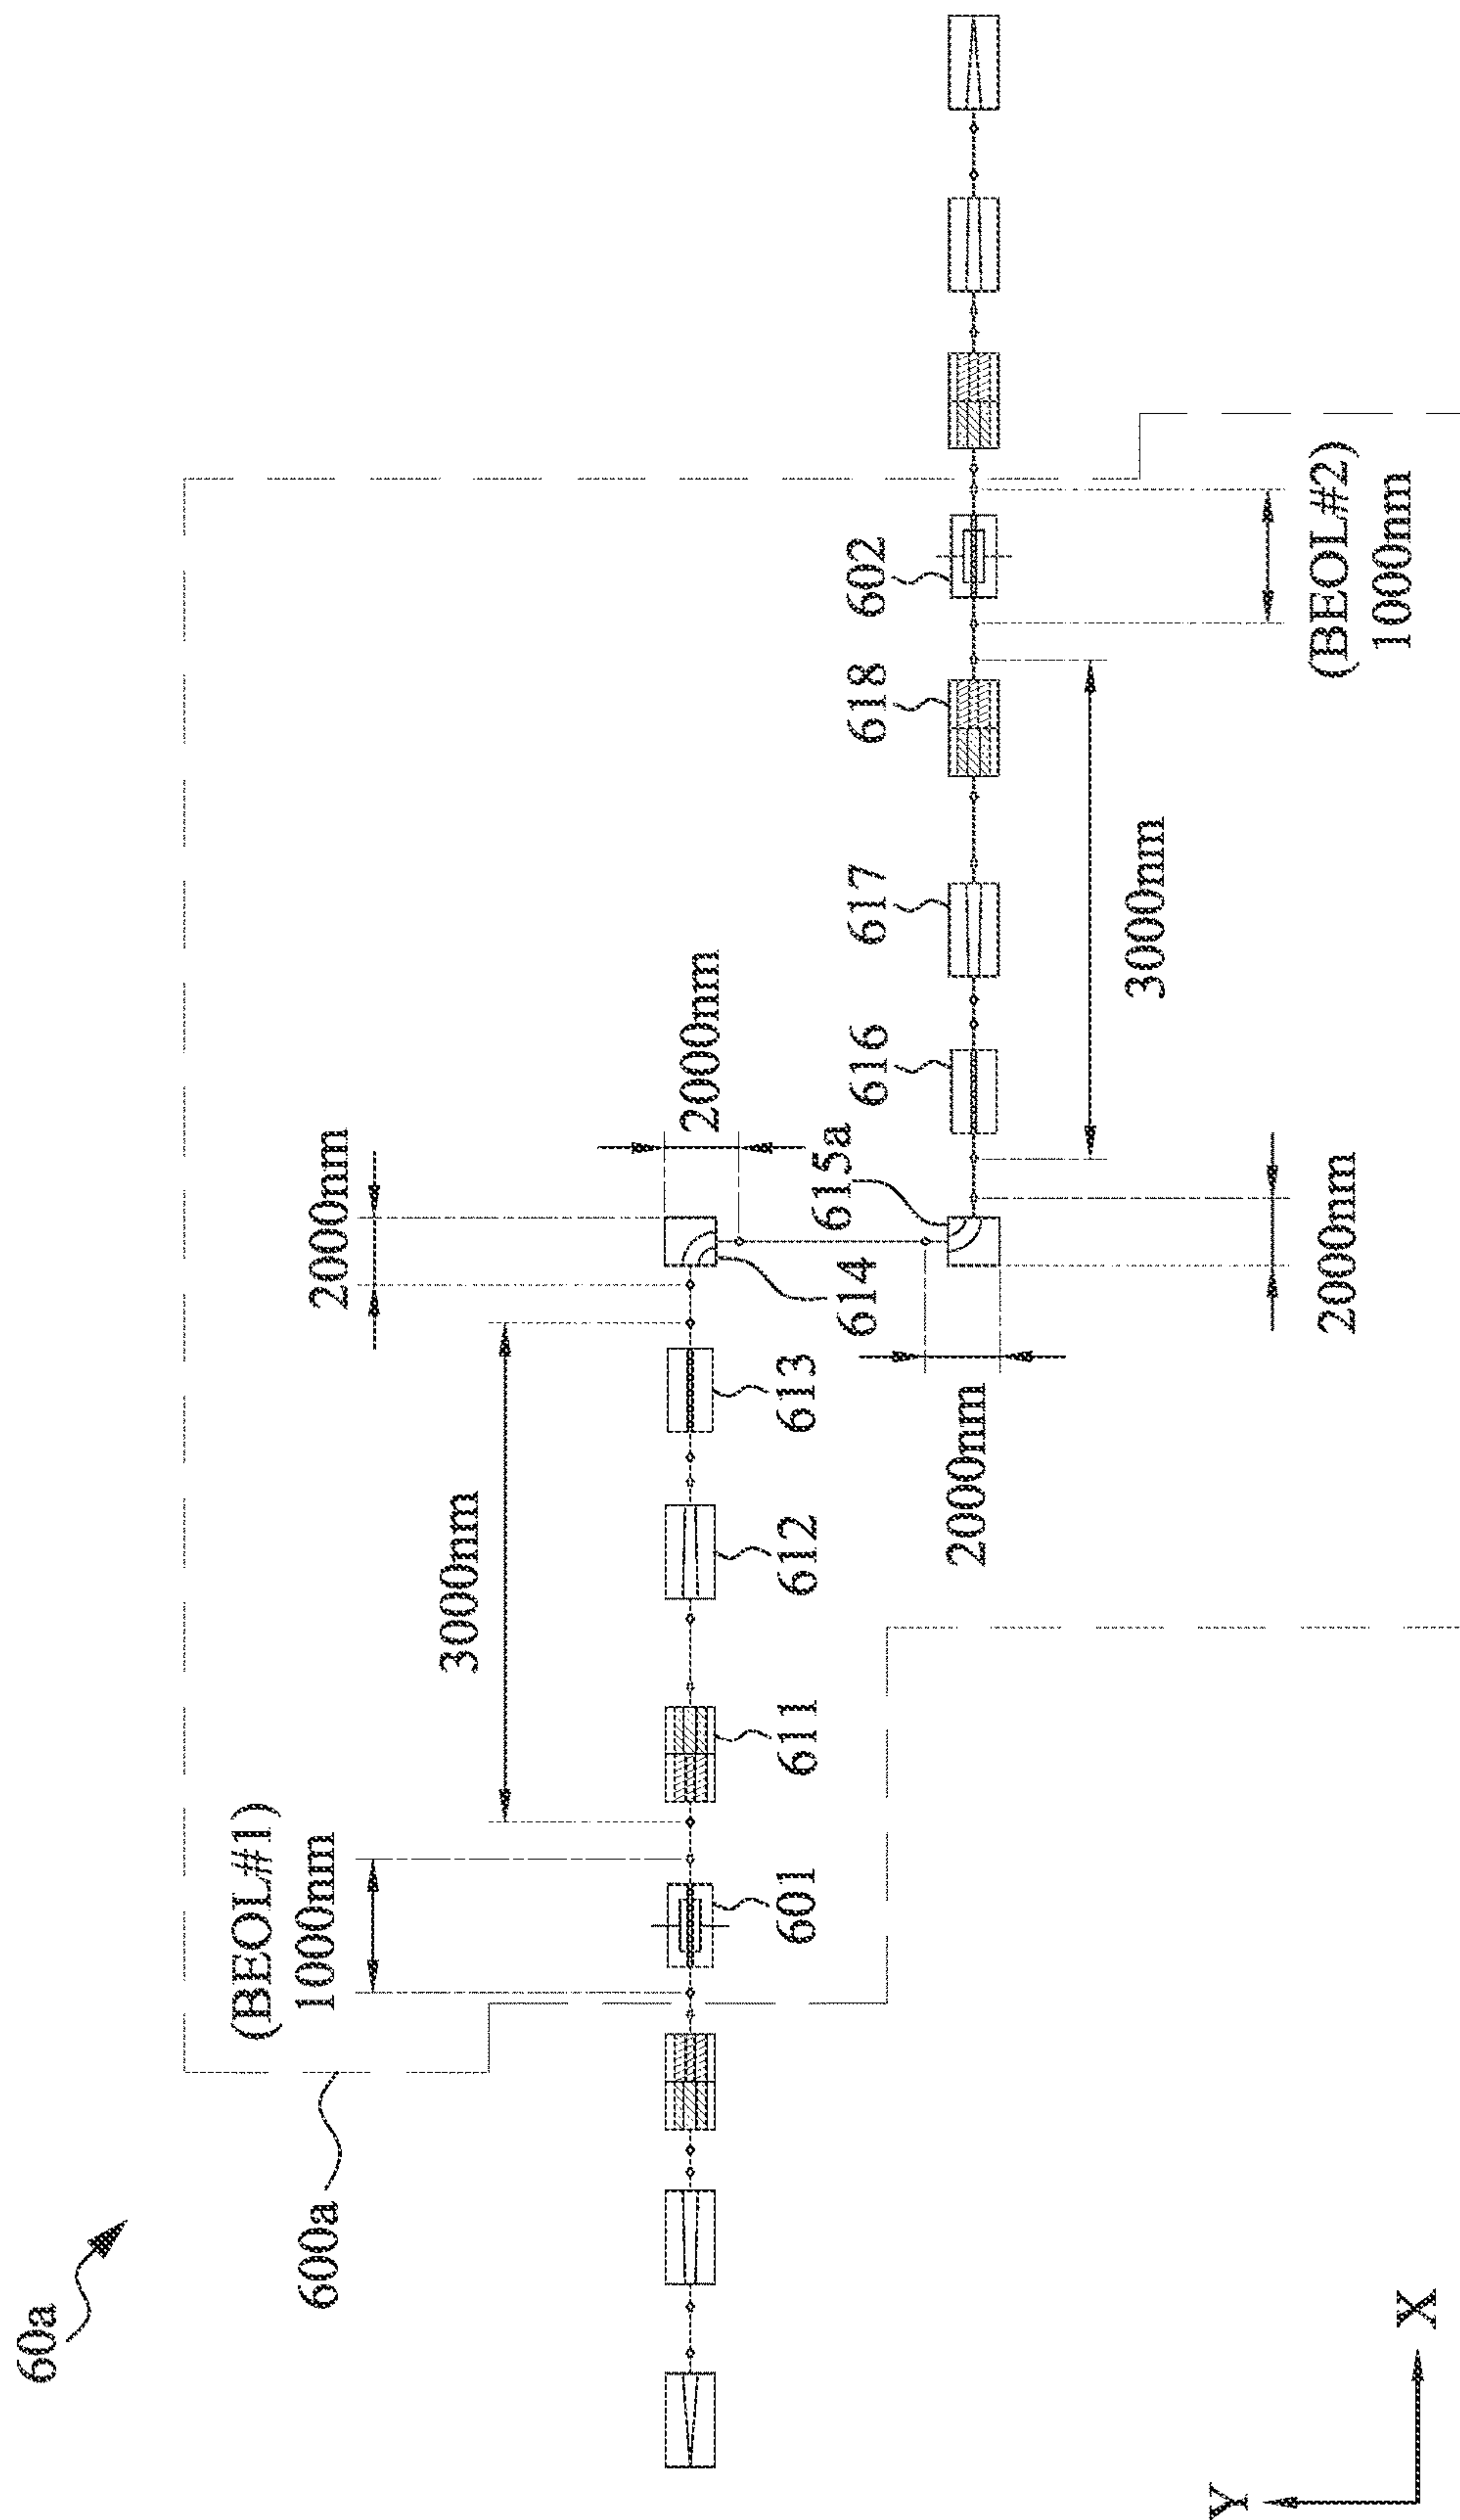 60a
600a
(BEOL#1)
1000nm
3000nm
2000nm
2000nm
601
611
612
613
614
615a
616
617
618
602
2000nm
2000nm
3000nm
(BEOL#2)
1000nm
Y
X